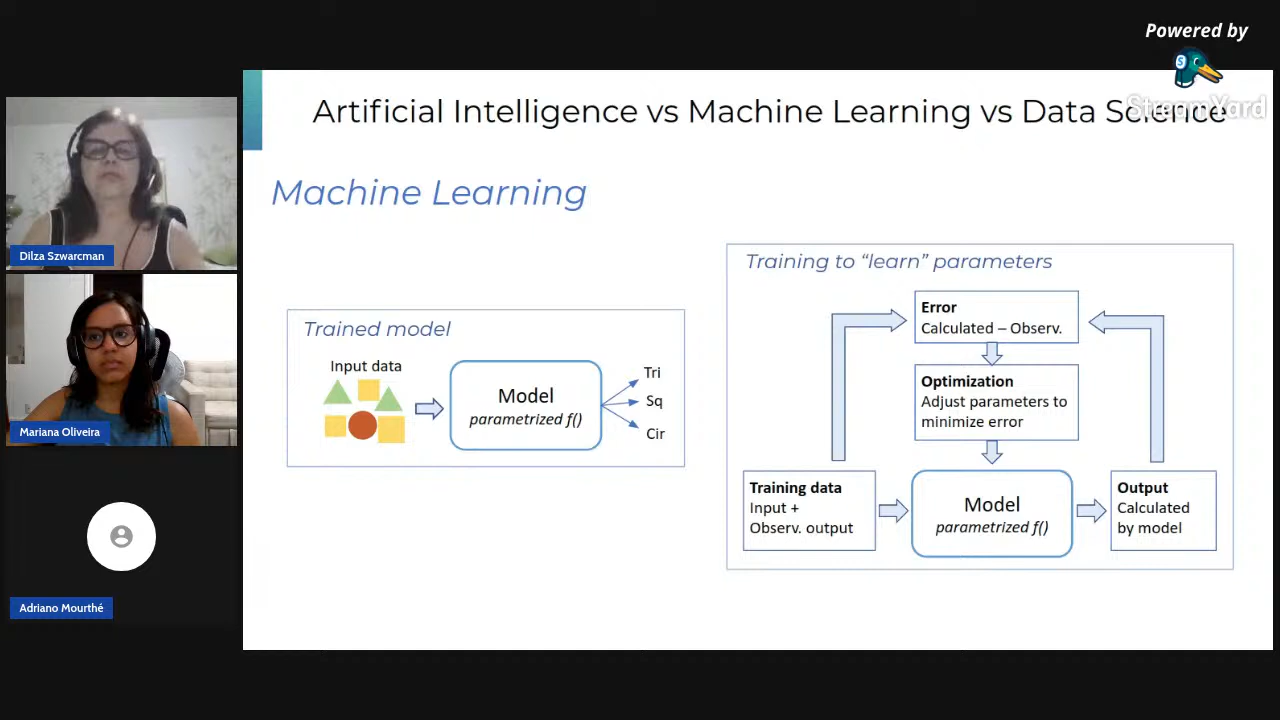 Powered by
StreamYard
Artificial Intelligence vs Machine Learning vs Data Science
Machine Learning
Dilza Szwarcman
Mariana Oliveira
Adriano Mourthé
Trained model
Input data
Model
parametrized f()
Tri
Sq
Cir
Training to “learn” parameters
Error
Calculated – Observ.
Optimization
Adjust parameters to
minimize error
Training data
Input +
Observ. output
Model
parametrized f()
Output
Calculated
by model